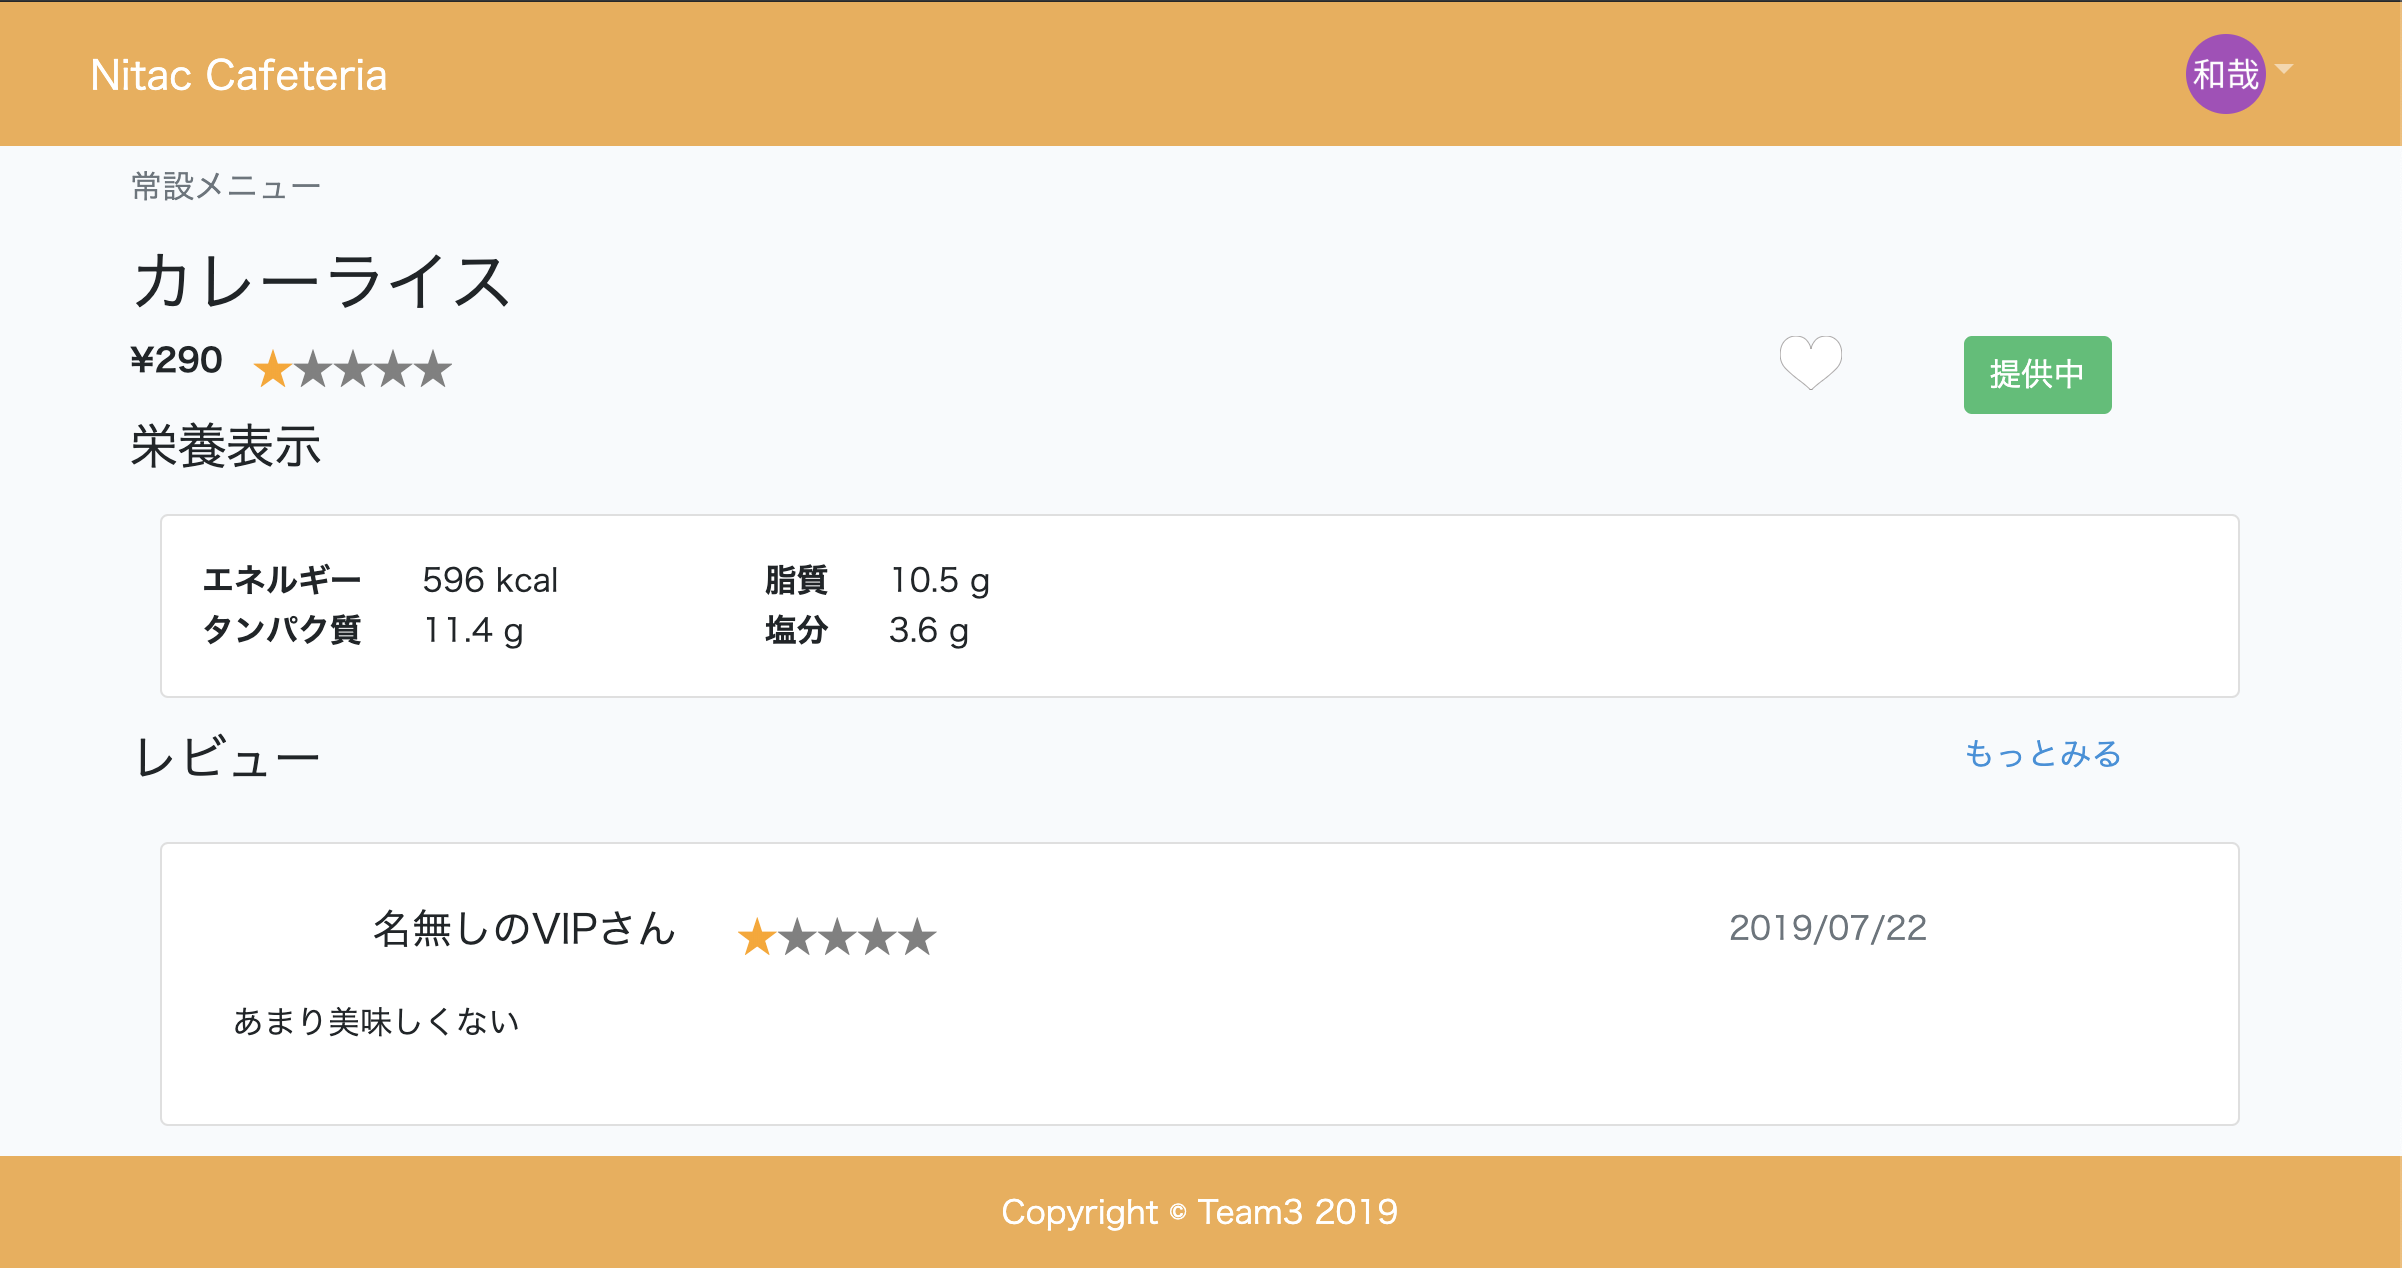 Nitac Cafeteria 和哉
常設メニュー
カレーライス
¥290 ★★★★★ 提供中
栄養表示
エネルギー 596 kcal 脂質 10.5 g
タンパク質 11.4 g 塩分 3.6 g
レビュー もっとみる
名無しのVIPさん ★★★★★ 2019/07/22
あまり美味しくない
Copyright © Team3 2019